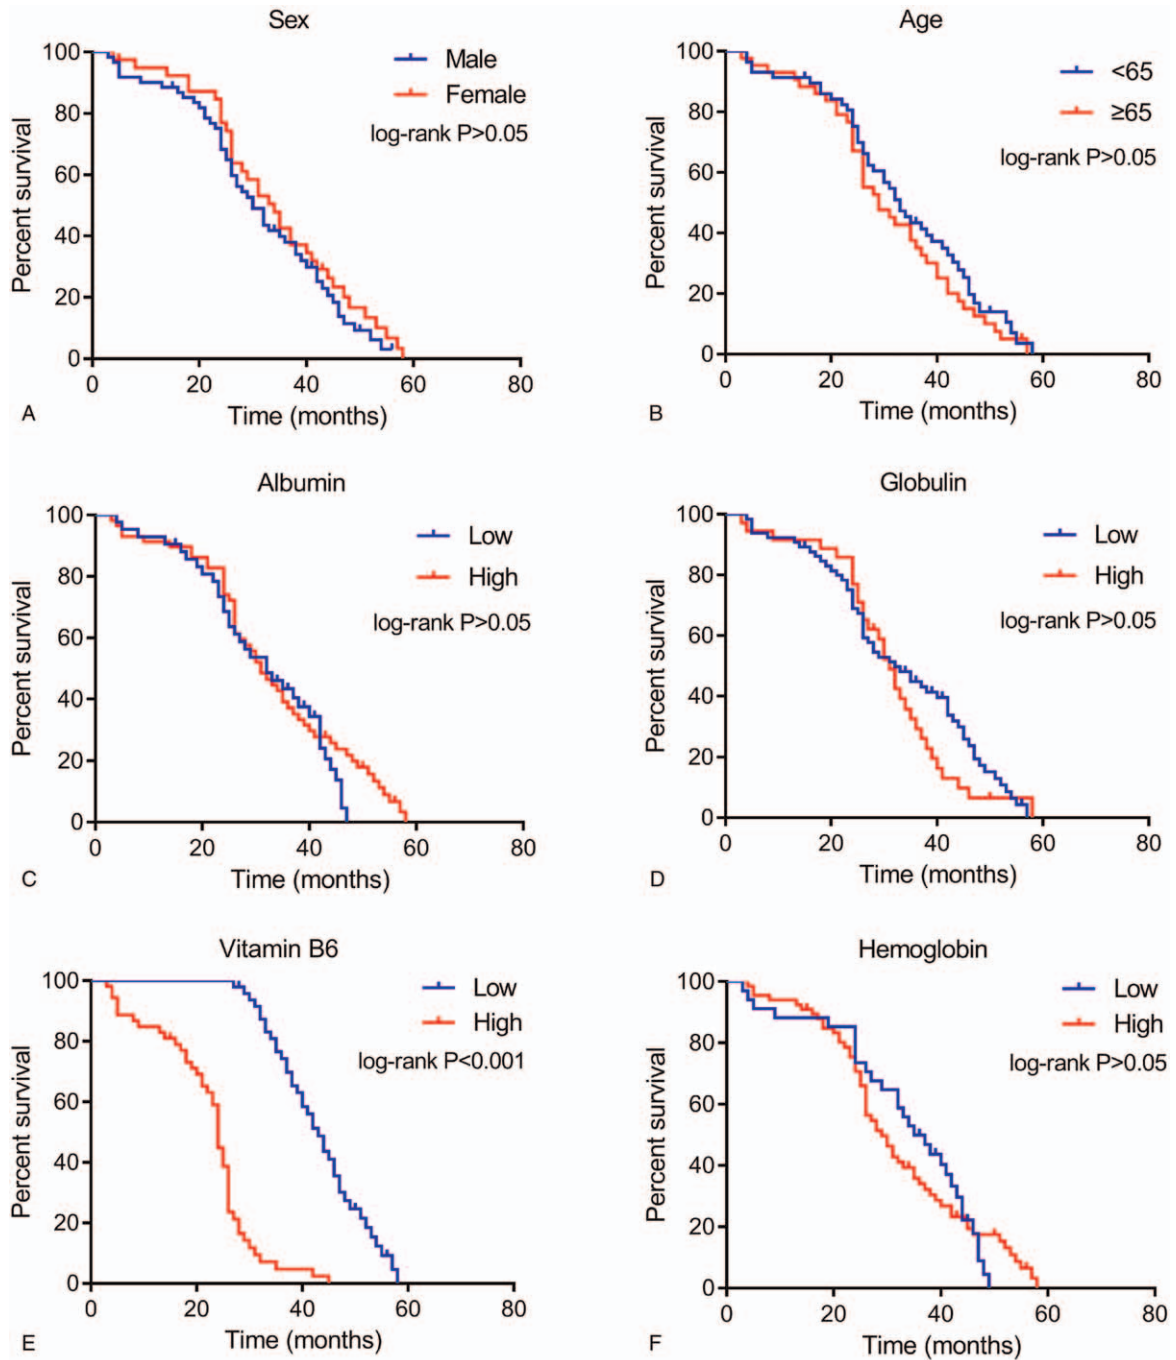 Sex
100
80
60
40
20
0
Percent survival
Male
Female
log-rank P>0.05
0 20 40 60 80
Time (months)
A
Age
100
80
60
40
20
0
Percent survival
<65
≥65
log-rank P>0.05
0 20 40 60 80
Time (months)
B
Albumin
100
80
60
40
20
0
Percent survival
Low
High
log-rank P>0.05
0 20 40 60 80
Time (months)
C
Globulin
100
80
60
40
20
0
Percent survival
Low
High
log-rank P>0.05
0 20 40 60 80
Time (months)
D
Vitamin B6
100
80
60
40
20
0
Percent survival
Low
High
log-rank P<0.001
0 20 40 60 80
Time (months)
E
Hemoglobin
100
80
60
40
20
0
Percent survival
Low
High
log-rank P>0.05
0 20 40 60 80
Time (months)
F